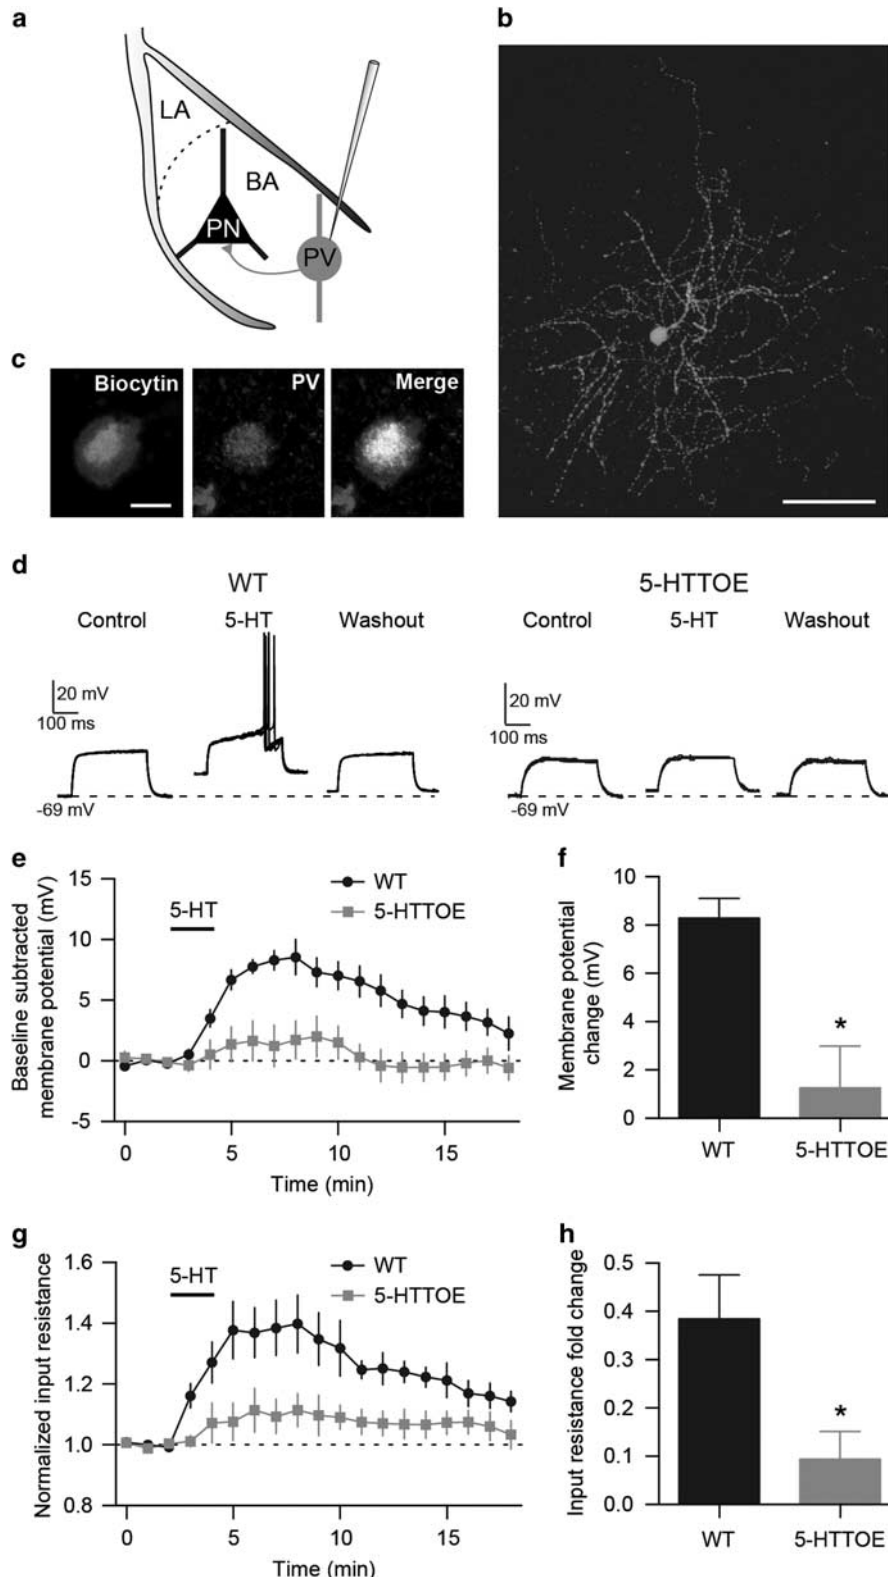 a
LA
BA
PN
PV
b
c
Biocytin
PV
Merge
d
WT
Control
5-HT
Washout
20 mV
100 ms
-69 mV
5-HTTOE
Control
5-HT
Washout
20 mV
100 ms
-69 mV
e
Baseline subtracted
membrane potential (mV)
15
10
5
0
-5
5-HT
WT
5-HTTOE
0
5
10
15
Time (min)
f
Membrane potential
change (mV)
10
8
6
4
2
0
*
WT
5-HTTOE
g
Normalized input resistance
1.6
1.4
1.2
1.0
0.8
5-HT
WT
5-HTTOE
0
5
10
15
Time (min)
h
Input resistance fold change
0.5
0.4
0.3
0.2
0.1
0.0
*
WT
5-HTTOE